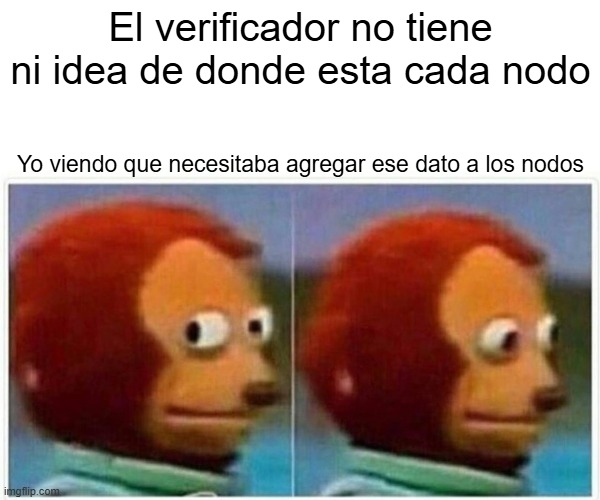 El verificador no tiene
ni idea de donde esta cada nodo
Yo viendo que necesitaba agregar ese dato a los nodos
imgflip.com